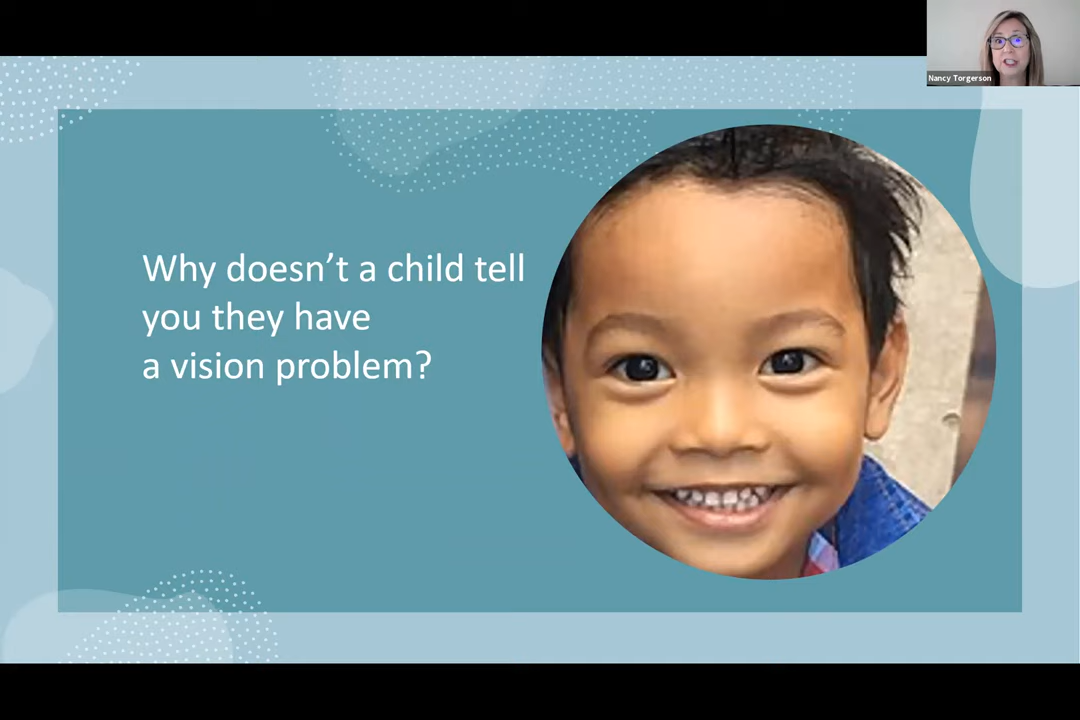 Nancy Torgerson
Why doesn’t a child tell
you they have
a vision problem?